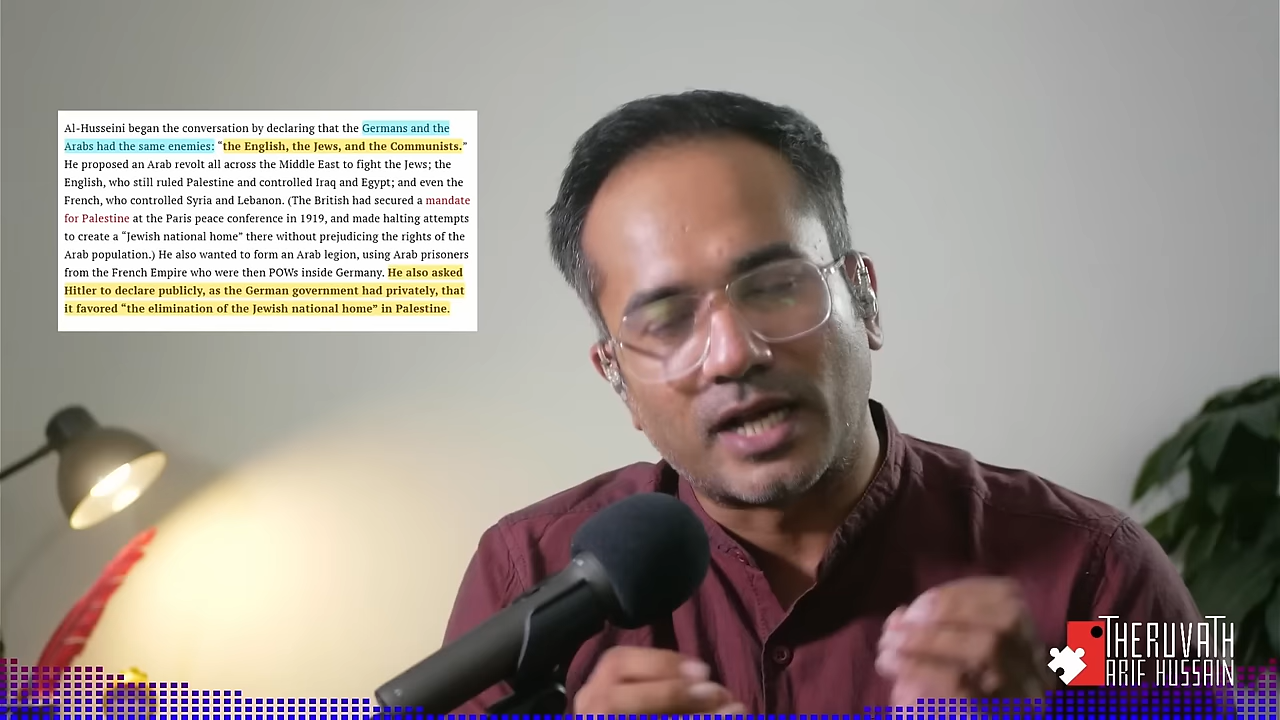 Al-Husseini began the conversation by declaring that the Germans and the
Arabs had the same enemies: “the English, the Jews, and the Communists.”
He proposed an Arab revolt all across the Middle East to fight the Jews; the
English, who still ruled Palestine and controlled Iraq and Egypt; and even the
French, who controlled Syria and Lebanon. (The British had secured a mandate
for Palestine at the Paris peace conference in 1919, and made halting attempts
to create a “Jewish national home” there without prejudicing the rights of the
Arab population.) He also wanted to form an Arab legion, using Arab prisoners
from the French Empire who were then POWs inside Germany. He also asked
Hitler to declare publicly, as the German government had privately, that
it favored “the elimination of the Jewish national home” in Palestine.
THERUVATH
ARIF HUSSAIN